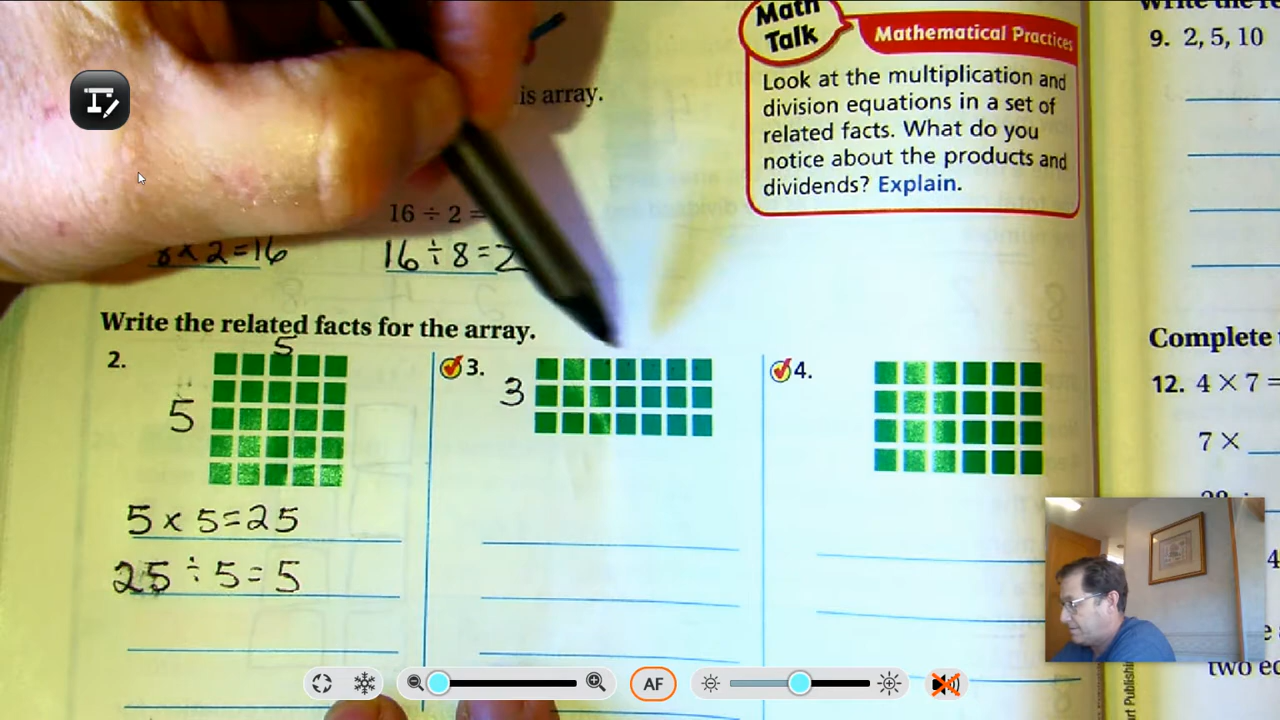 Math
Talk
Mathematical Practices
Look at the multiplication and
division equations in a set of
related facts. What do you
notice about the products and
dividends? Explain.
is array.
16 ÷ 2 =
8 × 2 = 16
16 ÷ 8 = 2
Write the related facts for the array.
2.
5
5
5 × 5 = 25
25 ÷ 5 = 5
3.
3
4.
9. 2, 5, 10
Complete
12. 4 × 7 =
7 ×
two e
AF